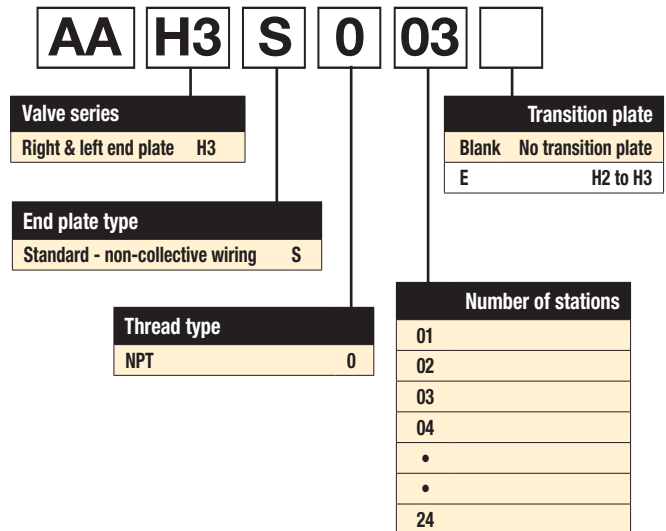 AA H3 S 0 03
Valve series
Right & left end plate H3
Transition plate
Blank No transition plate
E H2 to H3
End plate type
Standard - non-collective wiring S
Thread type
NPT 0
Number of stations
01
02
03
04
•
•
24